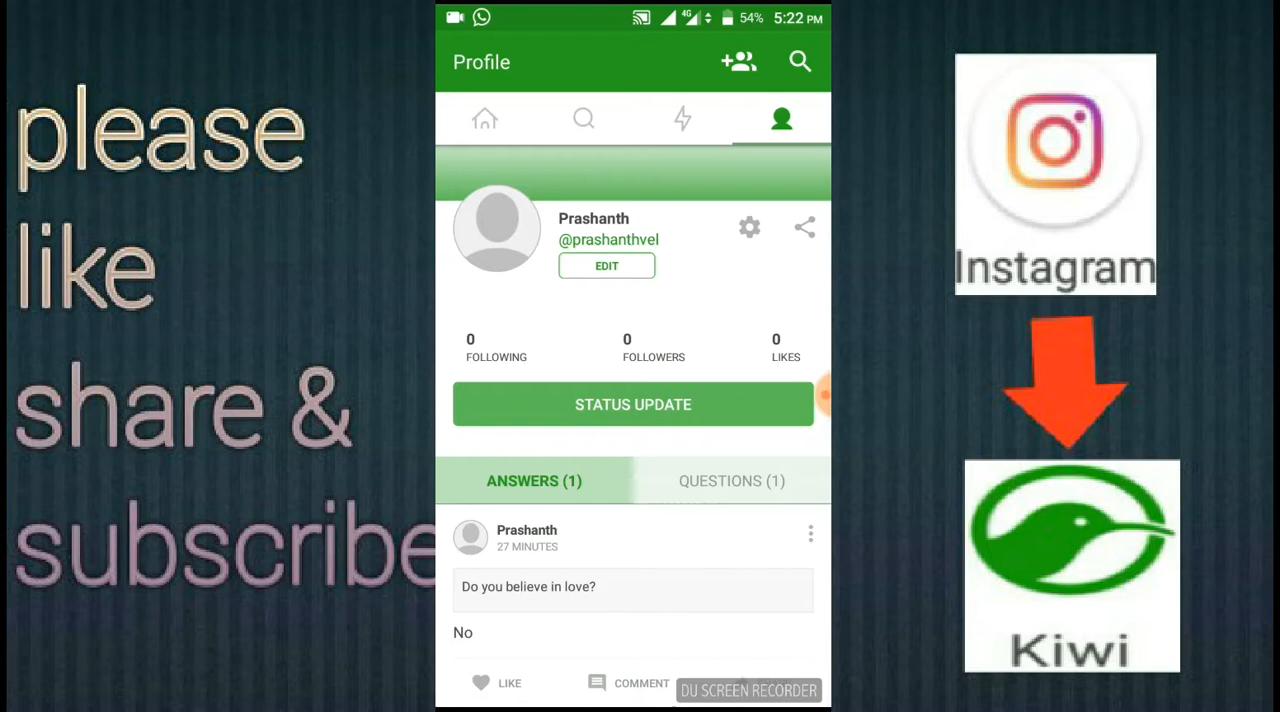 please
like
share &
subscribe
4G 54% 5:22 PM
Profile
Prashanth
@prashanthvel
EDIT
0 0 0
FOLLOWING FOLLOWERS LIKES
STATUS UPDATE
ANSWERS (1) QUESTIONS (1)
Prashanth
27 MINUTES
Do you believe in love?
No
LIKE COMMENT
DU SCREEN RECORDER
Instagram
Kiwi